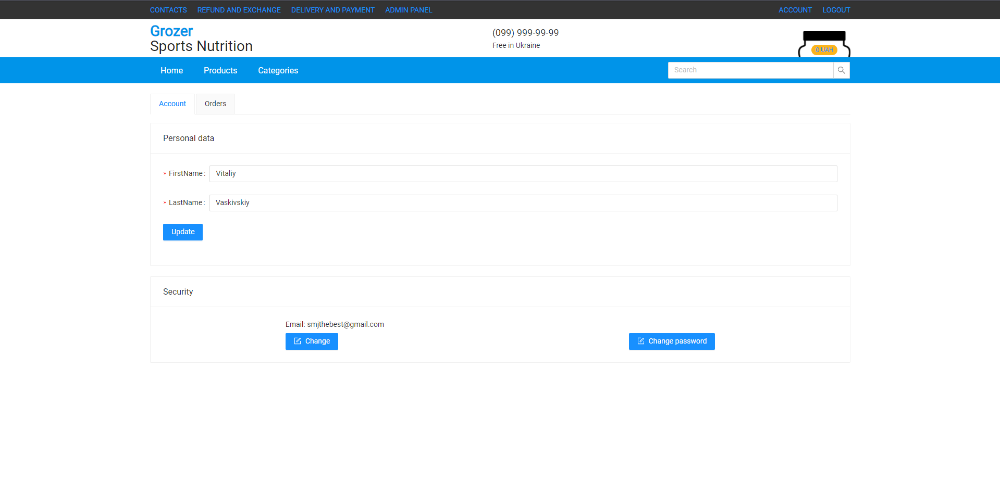 CONTACTS REFUND AND EXCHANGE DELIVERY AND PAYMENT ADMIN PANEL ACCOUNT LOGOUT
Grozer
Sports Nutrition
(099) 999-99-99
Free in Ukraine
0 UAH
Home Products Categories Search
Account Orders
Personal data
* FirstName: Vitaliy
* LastName: Vaskivskiy
Update
Security
Email: smjthebest@gmail.com
Change Change password